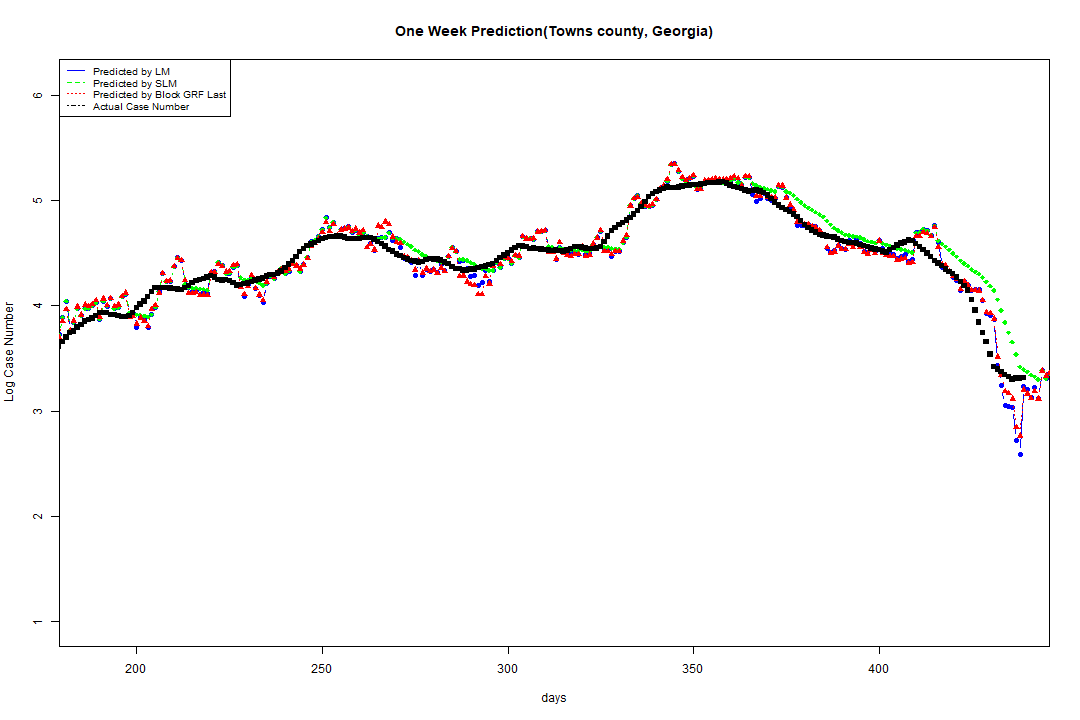 One Week Prediction(Towns county, Georgia)
Predicted by LM
Predicted by SLM
Predicted by Block GRF Last
Actual Case Number
6
5
4
3
2
1
Log Case Number
200 250 300 350 400
days